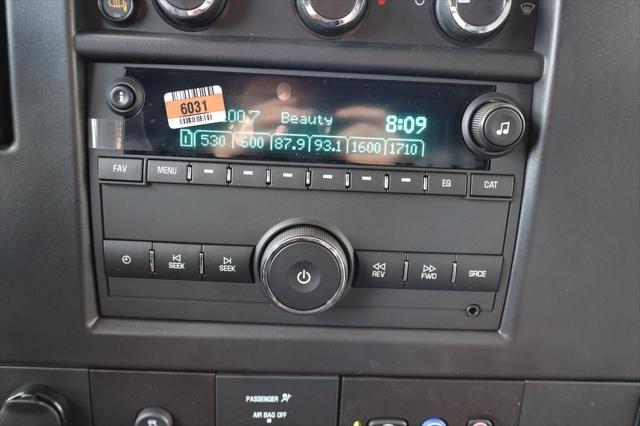 6031
00.7 Beauty 8:09
1 530 600 87.9 93.1 1600 1710
FAV MENU EQ CAT
SEEK SEEK REV FWD SRCE
PASSENGER
AIR BAG OFF